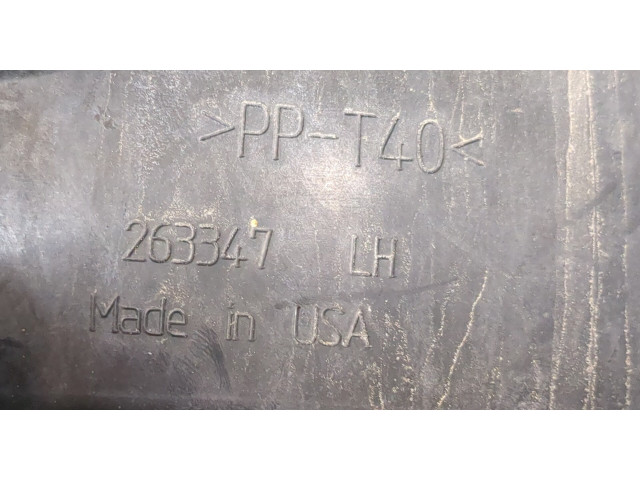 >PP-T40<
263347 LH
Made in USA